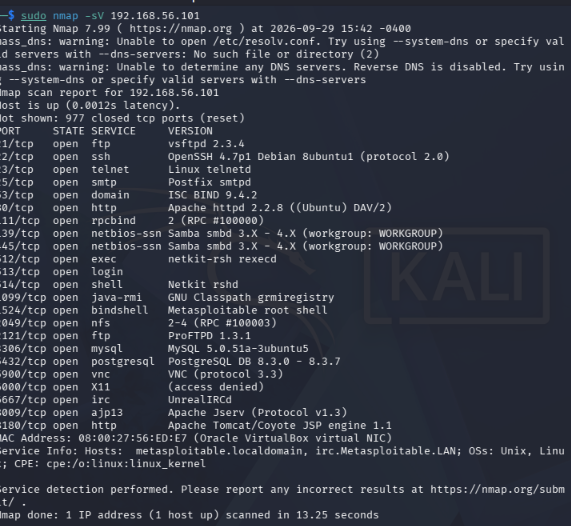 $ sudo nmap -sV 192.168.56.101
Starting Nmap 7.99 ( https://nmap.org ) at 2026-09-29 15:42 -0400
mass_dns: warning: Unable to open /etc/resolv.conf. Try using --system-dns or specify val
id servers with --dns-servers: No such file or directory (2)
mass_dns: warning: Unable to determine any DNS servers. Reverse DNS is disabled. Try usin
g --system-dns or specify valid servers with --dns-servers
Nmap scan report for 192.168.56.101
Host is up (0.0012s latency).
Not shown: 977 closed tcp ports (reset)
PORT STATE SERVICE VERSION
21/tcp open ftp vsftpd 2.3.4
22/tcp open ssh OpenSSH 4.7p1 Debian 8ubuntu1 (protocol 2.0)
23/tcp open telnet Linux telnetd
25/tcp open smtp Postfix smtpd
53/tcp open domain ISC BIND 9.4.2
80/tcp open http Apache httpd 2.2.8 ((Ubuntu) DAV/2)
111/tcp open rpcbind 2 (RPC #100000)
139/tcp open netbios-ssn Samba smbd 3.X - 4.X (workgroup: WORKGROUP)
445/tcp open netbios-ssn Samba smbd 3.X - 4.X (workgroup: WORKGROUP)
512/tcp open exec netkit-rsh rexecd
513/tcp open login
514/tcp open shell Netkit rshd
1099/tcp open java-rmi GNU Classpath grmiregistry
1524/tcp open bindshell Metasploitable root shell
2049/tcp open nfs 2-4 (RPC #100003)
2121/tcp open ftp ProFTPD 1.3.1
3306/tcp open mysql MySQL 5.0.51a-3ubuntu5
5432/tcp open postgresql PostgreSQL DB 8.3.0 - 8.3.7
5900/tcp open vnc VNC (protocol 3.3)
6000/tcp open X11 (access denied)
6667/tcp open irc UnrealIRCd
8009/tcp open ajp13 Apache Jserv (Protocol v1.3)
8180/tcp open http Apache Tomcat/Coyote JSP engine 1.1
MAC Address: 08:00:27:56:ED:E7 (Oracle VirtualBox virtual NIC)
Service Info: Hosts: metasploitable.localdomain, irc.Metasploitable.LAN; OSs: Unix, Linu
x; CPE: cpe:/o:linux:linux_kernel
Service detection performed. Please report any incorrect results at https://nmap.org/subm
it/ .
Nmap done: 1 IP address (1 host up) scanned in 13.25 seconds
KALI